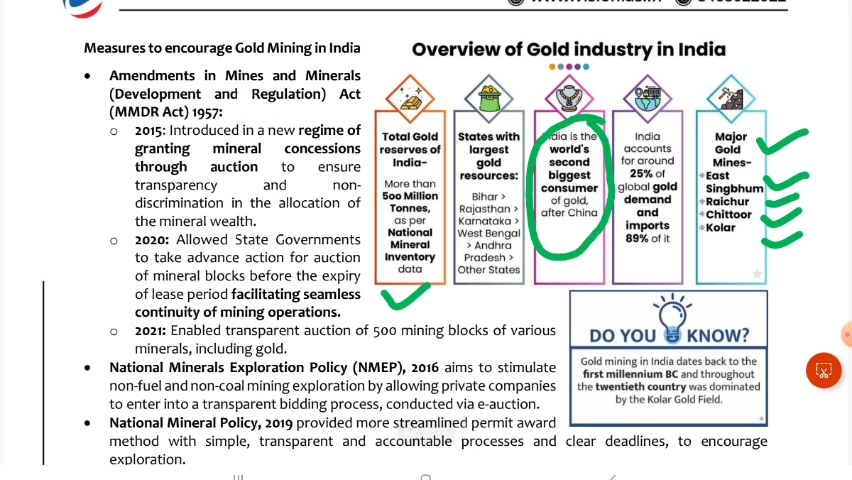 Measures to encourage Gold Mining in India
• Amendments in Mines and Minerals
(Development and Regulation) Act
(MMDR Act) 1957:
o 2015: Introduced in a new regime of
granting mineral concessions
through auction to ensure
transparency and non-
discrimination in the allocation of
the mineral wealth.
o 2020: Allowed State Governments
to take advance action for auction
of mineral blocks before the expiry
of lease period facilitating seamless
continuity of mining operations.
o 2021: Enabled transparent auction of 500 mining blocks of various
minerals, including gold.
• National Minerals Exploration Policy (NMEP), 2016 aims to stimulate
non-fuel and non-coal mining exploration by allowing private companies
to enter into a transparent bidding process, conducted via e-auction.
• National Mineral Policy, 2019 provided more streamlined permit award
method with simple, transparent and accountable processes and clear deadlines, to encourage
exploration.
Overview of Gold industry in India
Total Gold
reserves of
India-
More than
500 Million
Tonnes,
as per
National
Mineral
Inventory
data
States with
largest
gold
resources:
Bihar >
Rajasthan >
Karnataka >
West Bengal
> Andhra
Pradesh >
Other States
India is the
world's
second
biggest
consumer
of gold,
after China
India
accounts
for around
25% of
global gold
demand
and
imports
89% of it
Major
Gold
Mines-
East
Singbhum
Raichur
Chittoor
Kolar
DO YOU KNOW?
Gold mining in India dates back to the
first millennium BC and throughout
the twentieth country was dominated
by the Kolar Gold Field.